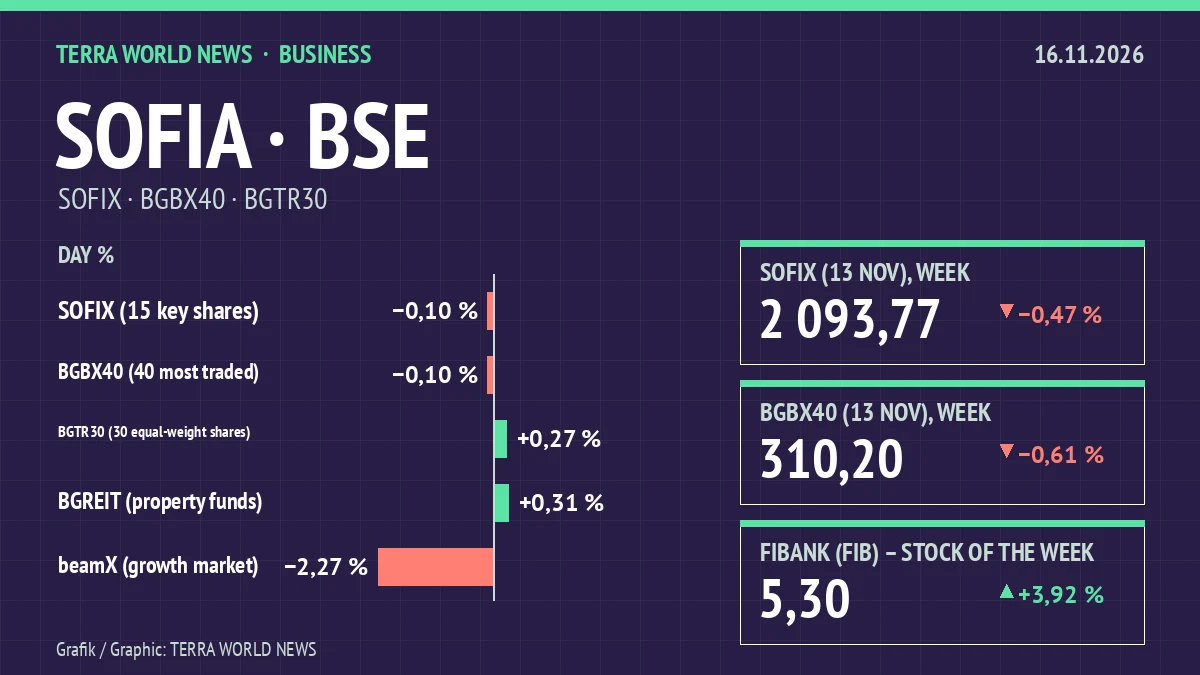 TERRA WORLD NEWS · BUSINESS
16.11.2026
SOFIA · BSE
SOFIX · BGBX40 · BGTR30
DAY %
SOFIX (15 key shares) −0,10 %
BGBX40 (40 most traded) −0,10 %
BGTR30 (30 equal-weight shares) +0,27 %
BGREIT (property funds) +0,31 %
beamX (growth market) −2,27 %
SOFIX (13 NOV), WEEK
2 093,77 ▼−0,47 %
BGBX40 (13 NOV), WEEK
310,20 ▼−0,61 %
FIBANK (FIB) – STOCK OF THE WEEK
5,30 ▲+3,92 %
Grafik / Graphic: TERRA WORLD NEWS